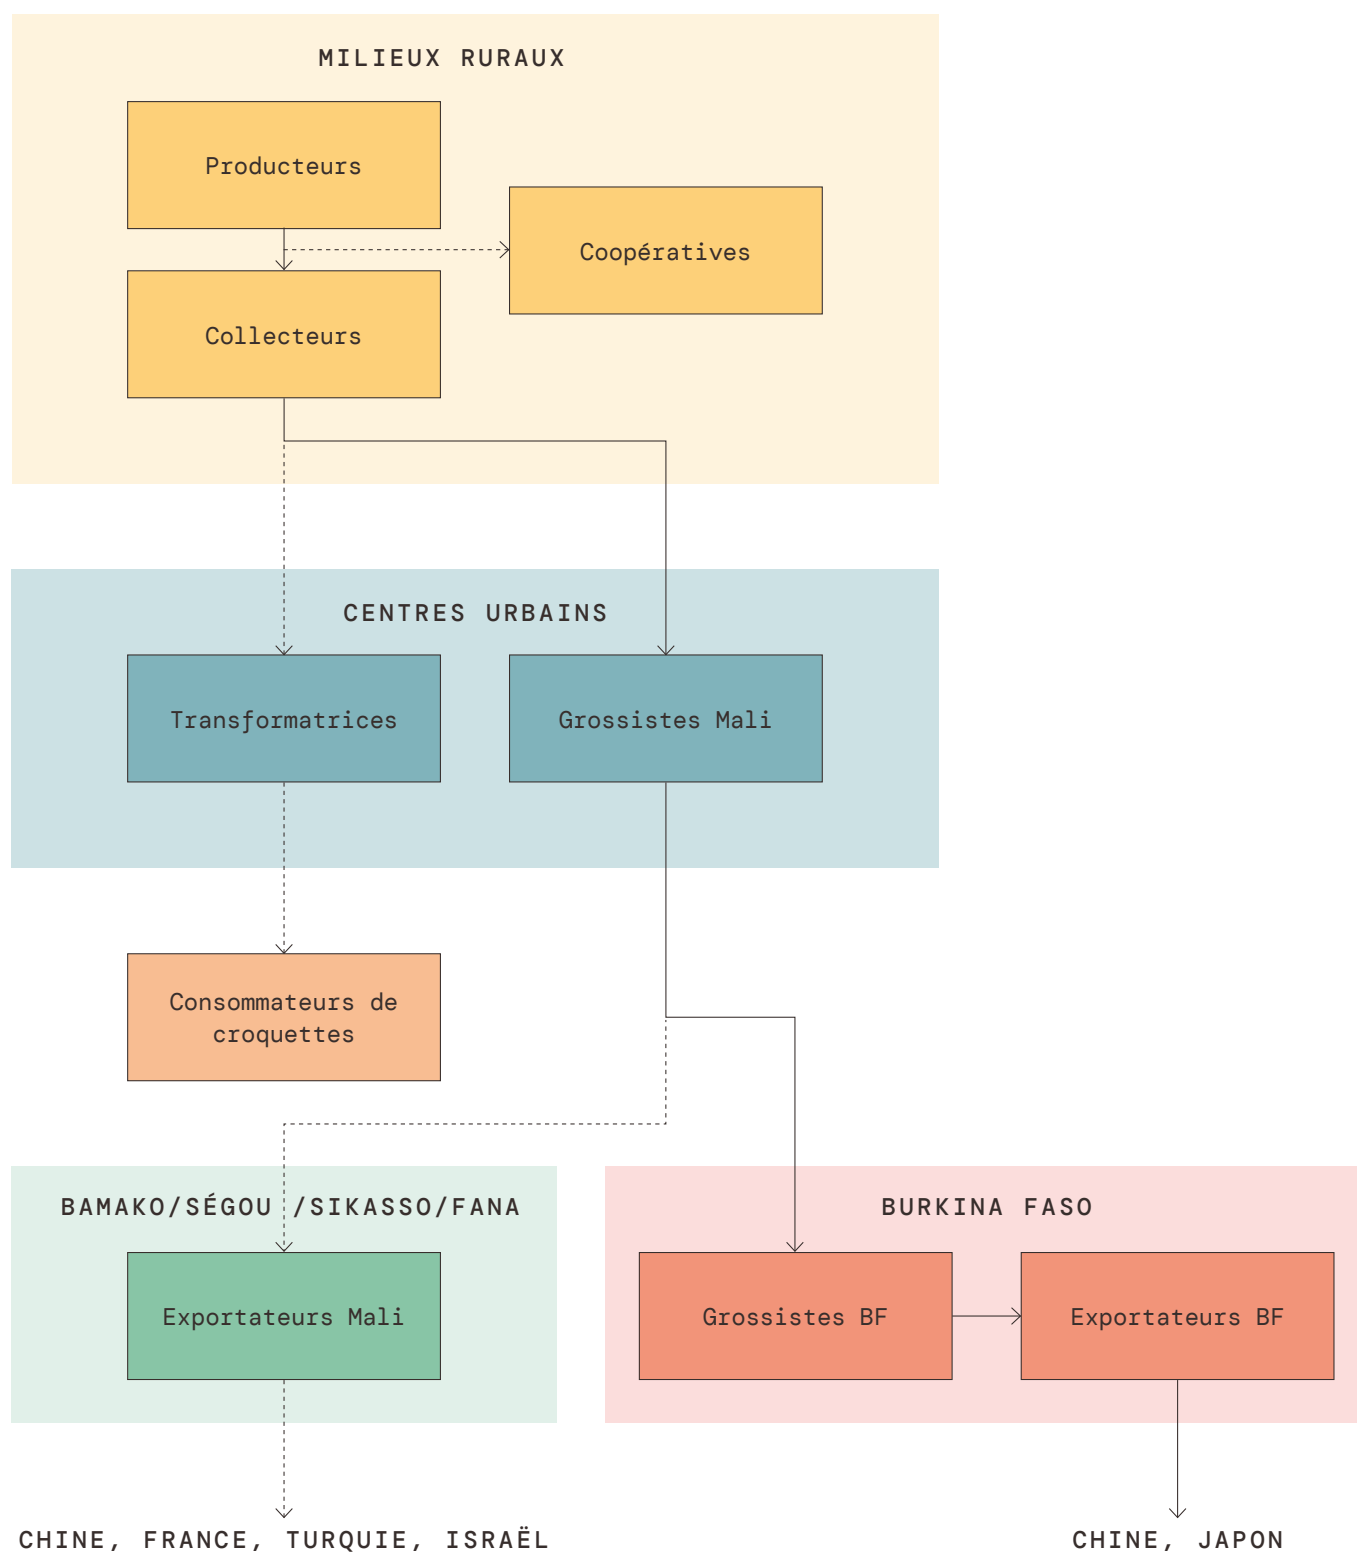 MILIEUX RURAUX
Producteurs
Coopératives
Collecteurs
CENTRES URBAINS
Transformatrices
Grossistes Mali
Consommateurs de
croquettes
BAMAKO/SÉGOU /SIKASSO/FANA
BURKINA FASO
Exportateurs Mali
Grossistes BF
Exportateurs BF
CHINE, FRANCE, TURQUIE, ISRAËL
CHINE, JAPON